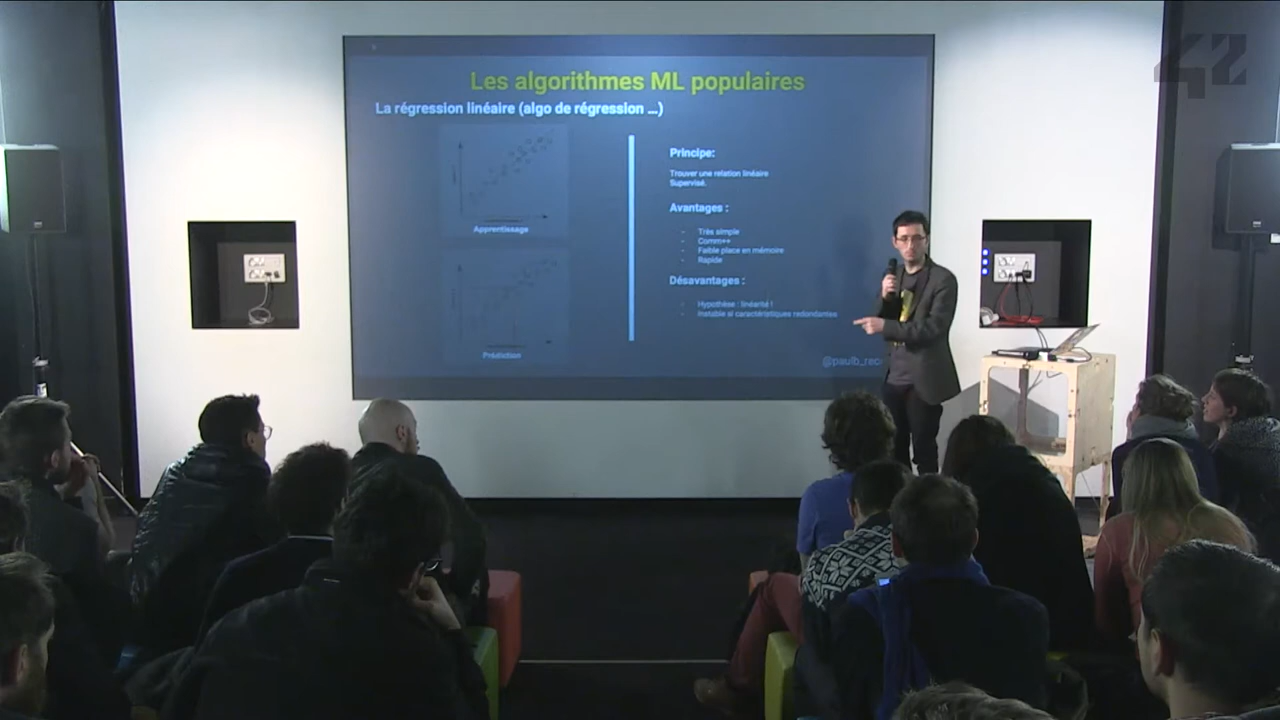 42
Les algorithmes ML populaires
La régression linéaire (algo de régression ...)
Apprentissage
Prédiction
Principe:
Trouver une relation linéaire
Supervisé.
Avantages :
- Très simple
- Comm++
- Faible place en mémoire
- Rapide
Désavantages :
- Hypothèse : linéarité !
- Instable si caractéristiques redondantes
@paulb_rec